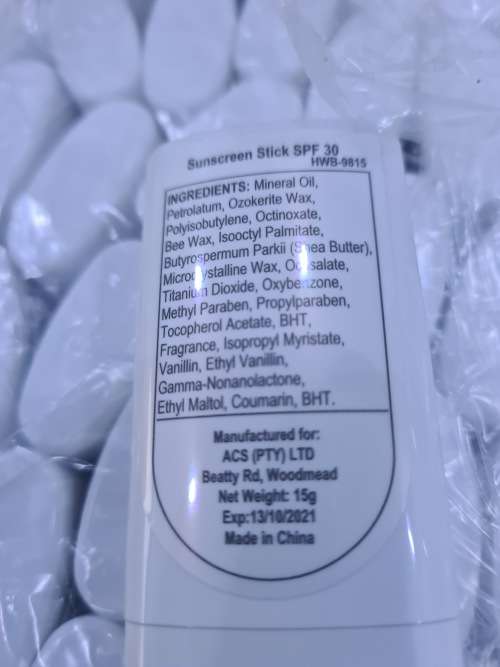 Sunscreen Stick SPF 30
HWB-9815
INGREDIENTS: Mineral Oil,
Petrolatum, Ozokerite Wax,
Polyisobutylene, Octinoxate,
Bee Wax, Isooctyl Palmitate,
Butyrospermum Parkii (Shea Butter),
Microcrystalline Wax, Octisalate,
Titanium Dioxide, Oxybenzone,
Methyl Paraben, Propylparaben,
Tocopherol Acetate, BHT,
Fragrance, Isopropyl Myristate,
Vanillin, Ethyl Vanillin,
Gamma-Nonanolactone,
Ethyl Maltol, Coumarin, BHT.
Manufactured for:
ACS (PTY) LTD
Beatty Rd, Woodmead
Net Weight: 15g
Exp:13/10/2021
Made in China